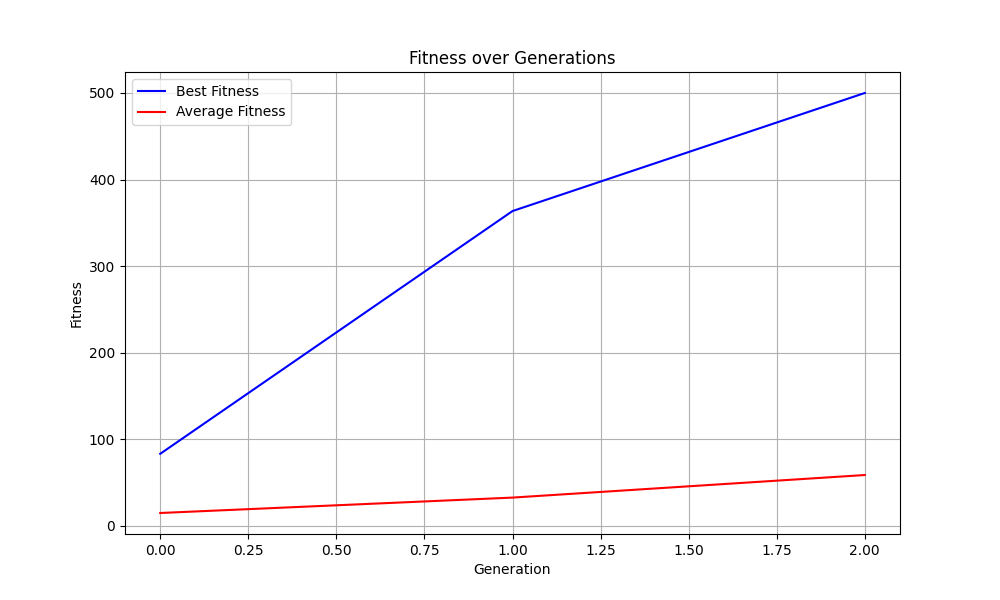 Fitness over Generations
Best Fitness
Average Fitness
500
400
300
200
100
0
Fitness
0.00 0.25 0.50 0.75 1.00 1.25 1.50 1.75 2.00
Generation